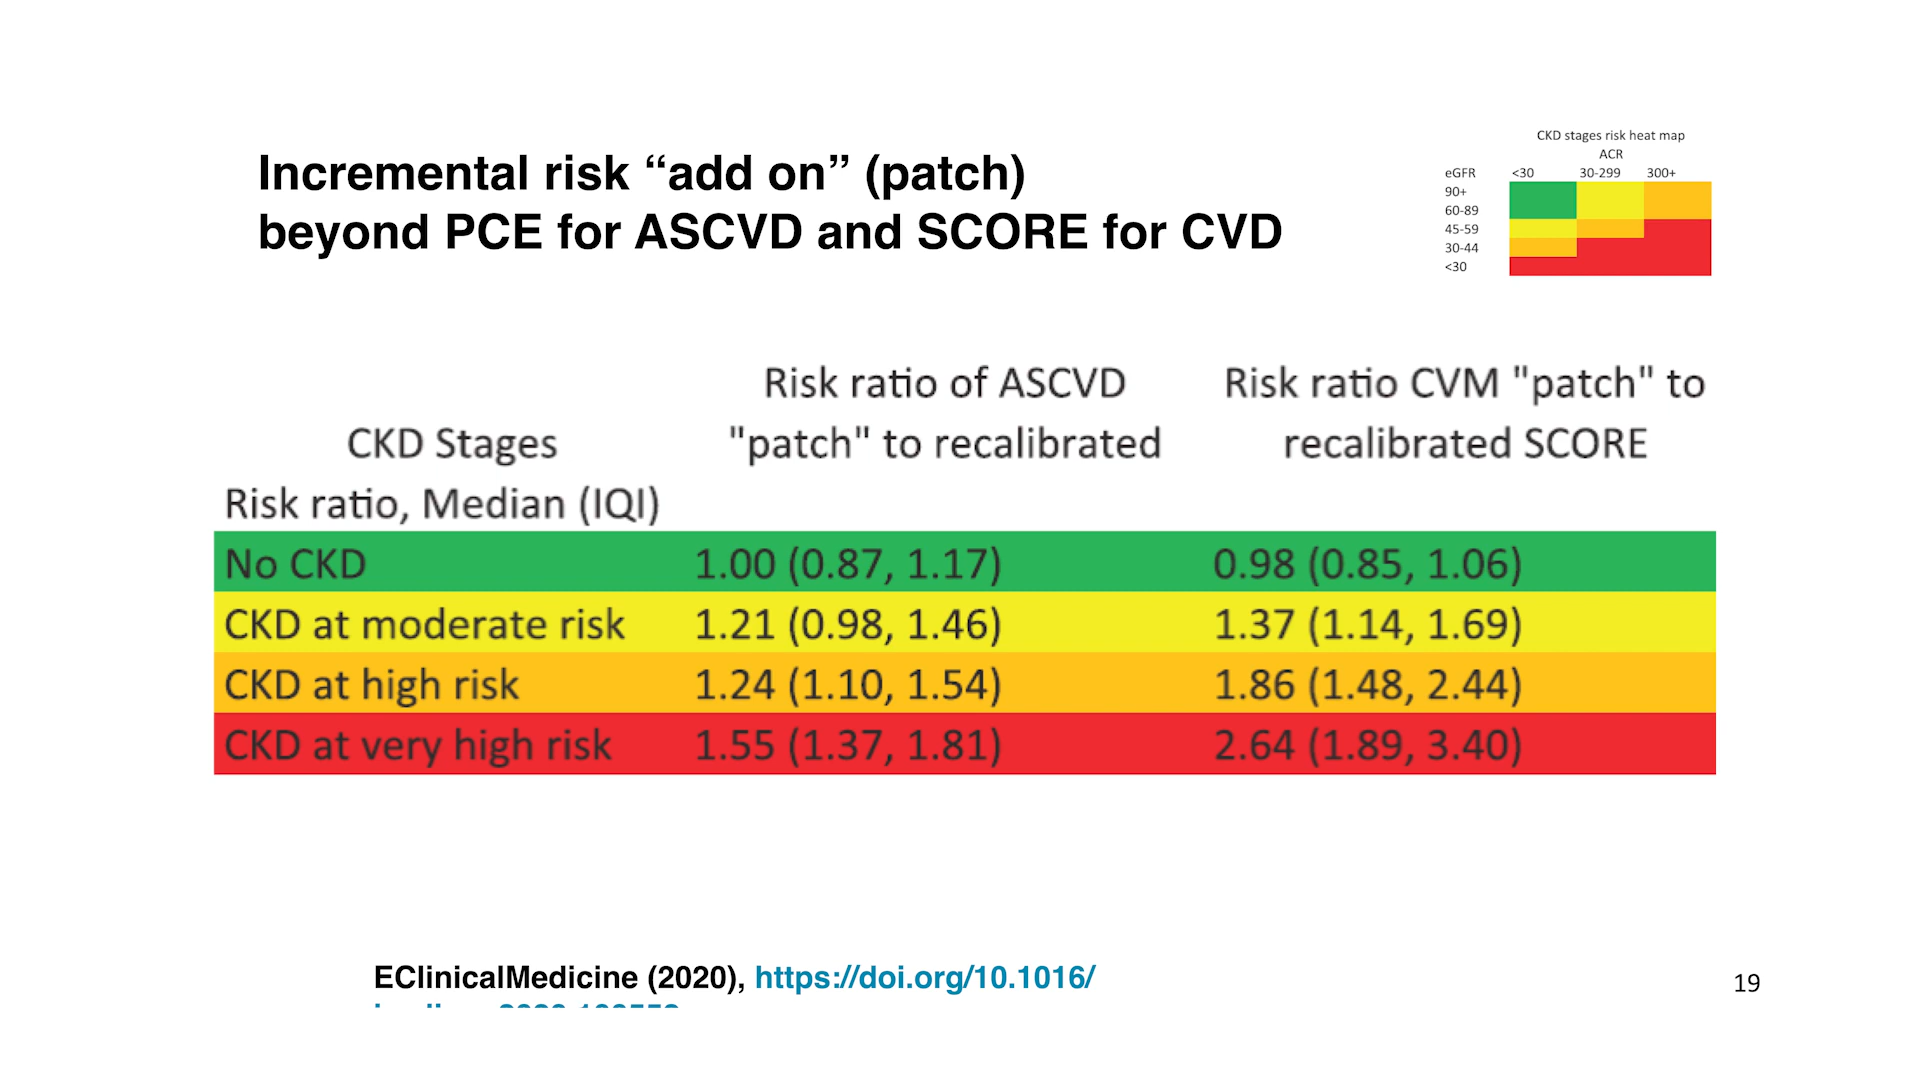 Incremental risk “add on” (patch)
beyond PCE for ASCVD and SCORE for CVD
CKD stages risk heat map
ACR
eGFR <30 30-299 300+
90+
60-89
45-59
30-44
<30
Risk ratio of ASCVD Risk ratio CVM "patch" to
CKD Stages "patch" to recalibrated recalibrated SCORE
Risk ratio, Median (IQI)
No CKD 1.00 (0.87, 1.17) 0.98 (0.85, 1.06)
CKD at moderate risk 1.21 (0.98, 1.46) 1.37 (1.14, 1.69)
CKD at high risk 1.24 (1.10, 1.54) 1.86 (1.48, 2.44)
CKD at very high risk 1.55 (1.37, 1.81) 2.64 (1.89, 3.40)
EClinicalMedicine (2020), https://doi.org/10.1016/
19